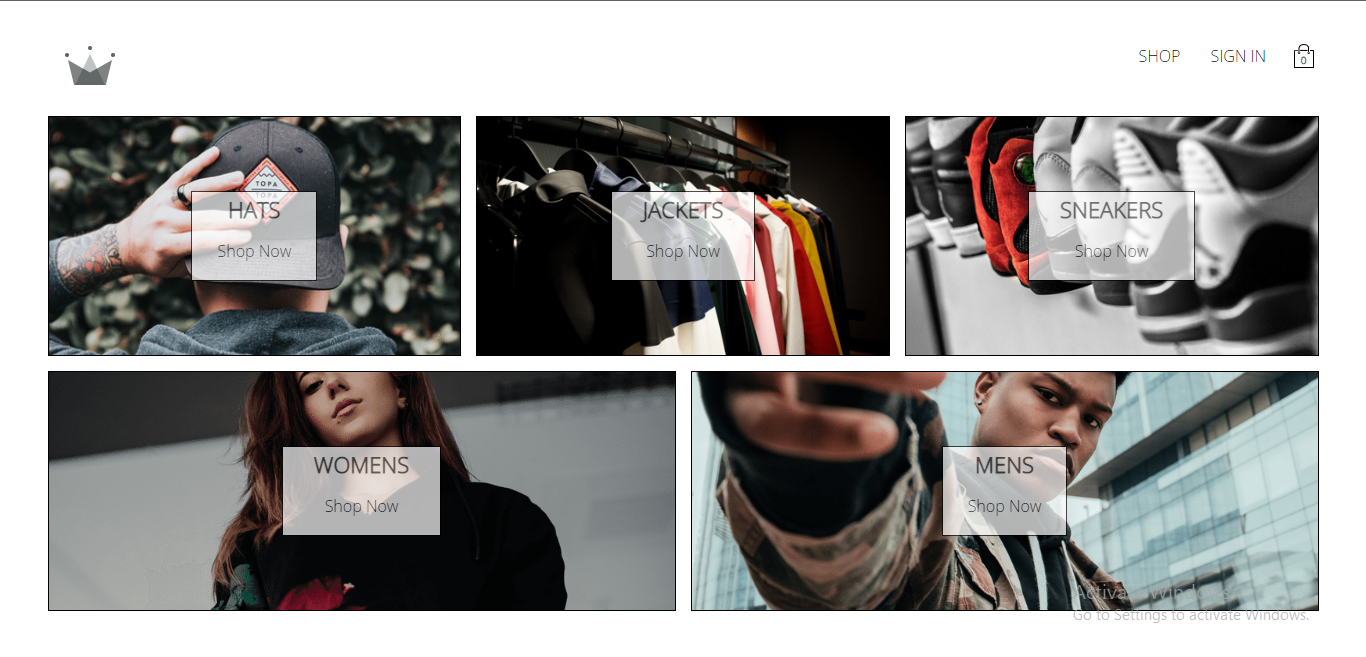 SHOP SIGN IN
0
TOPA
TOPA
HATS
Shop Now
JACKETS
Shop Now
SNEAKERS
Shop Now
WOMENS
Shop Now
MENS
Shop Now
Activate Windows
Go to Settings to activate Windows.